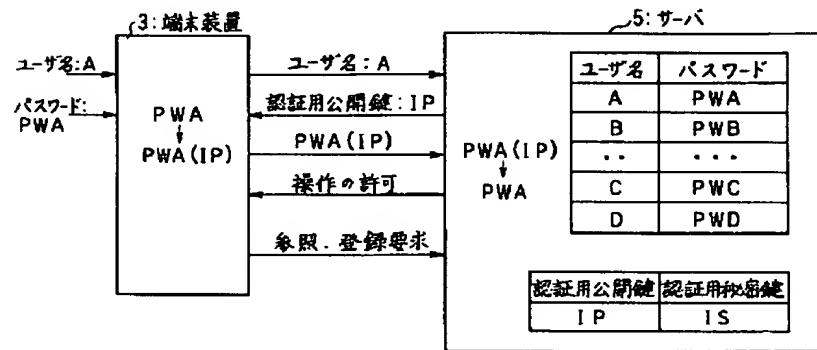 3:端末装置
5:サーバ
ユーザ名:A
パスワード:
PWA
PWA
↓
PWA(IP)
ユーザ名:A
認証用公開鍵:IP
PWA(IP)
操作の許可
参照.登録要求
PWA(IP)
↓
PWA
ユーザ名 パスワード
A PWA
B PWB
.. ...
C PWC
D PWD
認証用公開鍵 認証用秘密鍵
IP IS